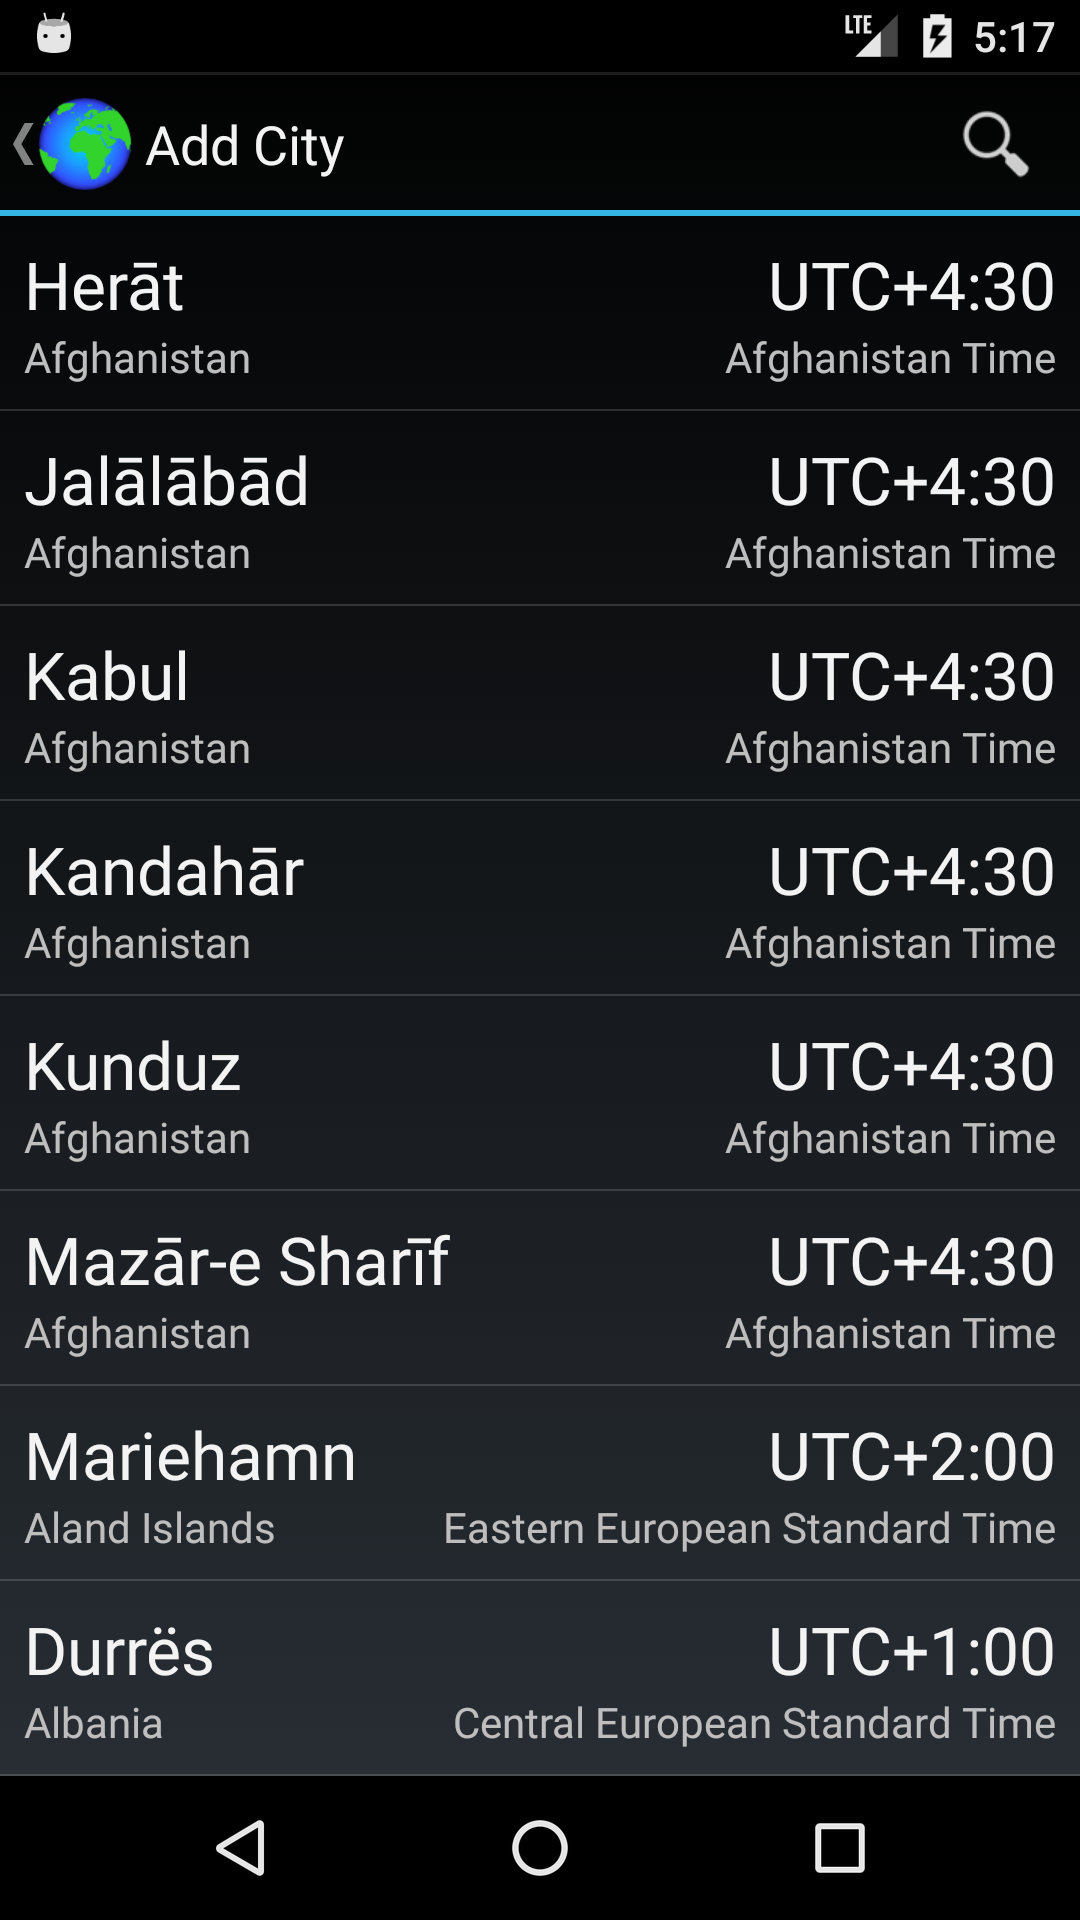 LTE 5:17
Add City
Herāt UTC+4:30
Afghanistan Afghanistan Time
Jalālābād UTC+4:30
Afghanistan Afghanistan Time
Kabul UTC+4:30
Afghanistan Afghanistan Time
Kandahār UTC+4:30
Afghanistan Afghanistan Time
Kunduz UTC+4:30
Afghanistan Afghanistan Time
Mazār-e Sharīf UTC+4:30
Afghanistan Afghanistan Time
Mariehamn UTC+2:00
Aland Islands Eastern European Standard Time
Durrës UTC+1:00
Albania Central European Standard Time